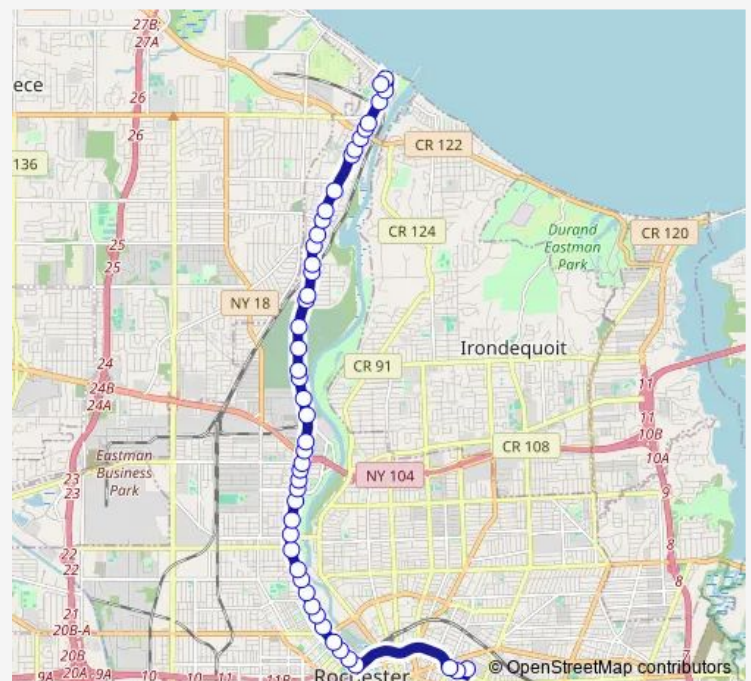 27B;
27A
ece
26
26
CR 122
136
Durand
Eastman
Park
CR 120
CR 124
25
25
NY 18
Irondequoit
CR 91
24
24B
24A
11
11
10B
10A
CR 108
Eastman
Business
Park
NY 104
23
23
9
22
22
8
8
21
20B-A
20B
20A
9A
10
11
11B
Rochester
7
9A
© OpenStreetMap contributors